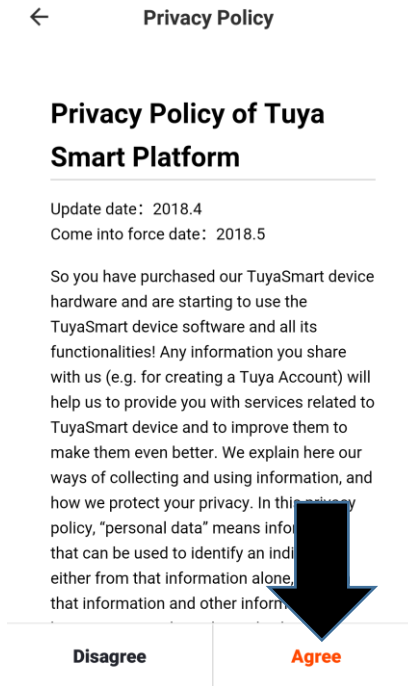 Privacy Policy
Privacy Policy of Tuya
Smart Platform
Update date：2018.4
Come into force date：2018.5
So you have purchased our TuyaSmart device
hardware and are starting to use the
TuyaSmart device software and all its
functionalities! Any information you share
with us (e.g. for creating a Tuya Account) will
help us to provide you with services related to
TuyaSmart device and to improve them to
make them even better. We explain here our
ways of collecting and using information, and
how we protect your privacy. In this privacy
policy, “personal data” means
that can be used to identify an
either from that information alone,
that information and other
Disagree
Agree